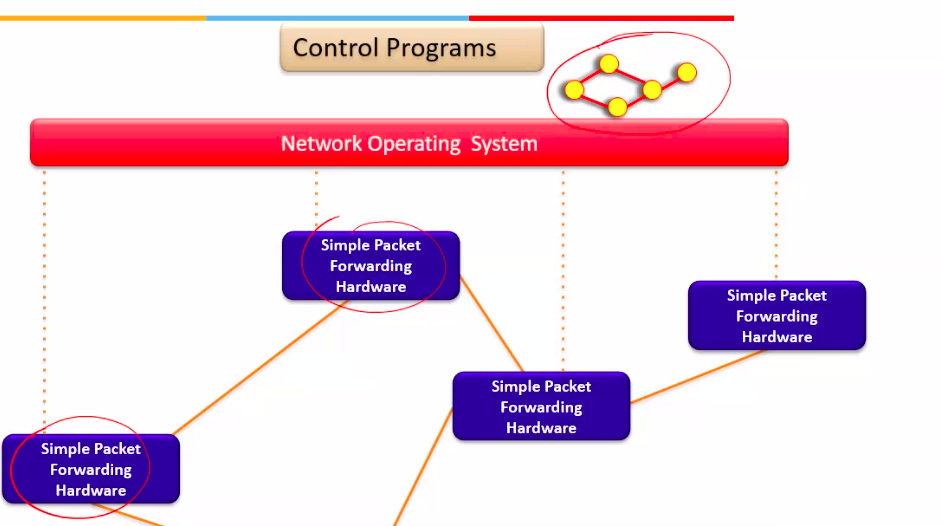 Control Programs
Network Operating System
Simple Packet
Forwarding
Hardware
Simple Packet
Forwarding
Hardware
Simple Packet
Forwarding
Hardware
Simple Packet
Forwarding
Hardware